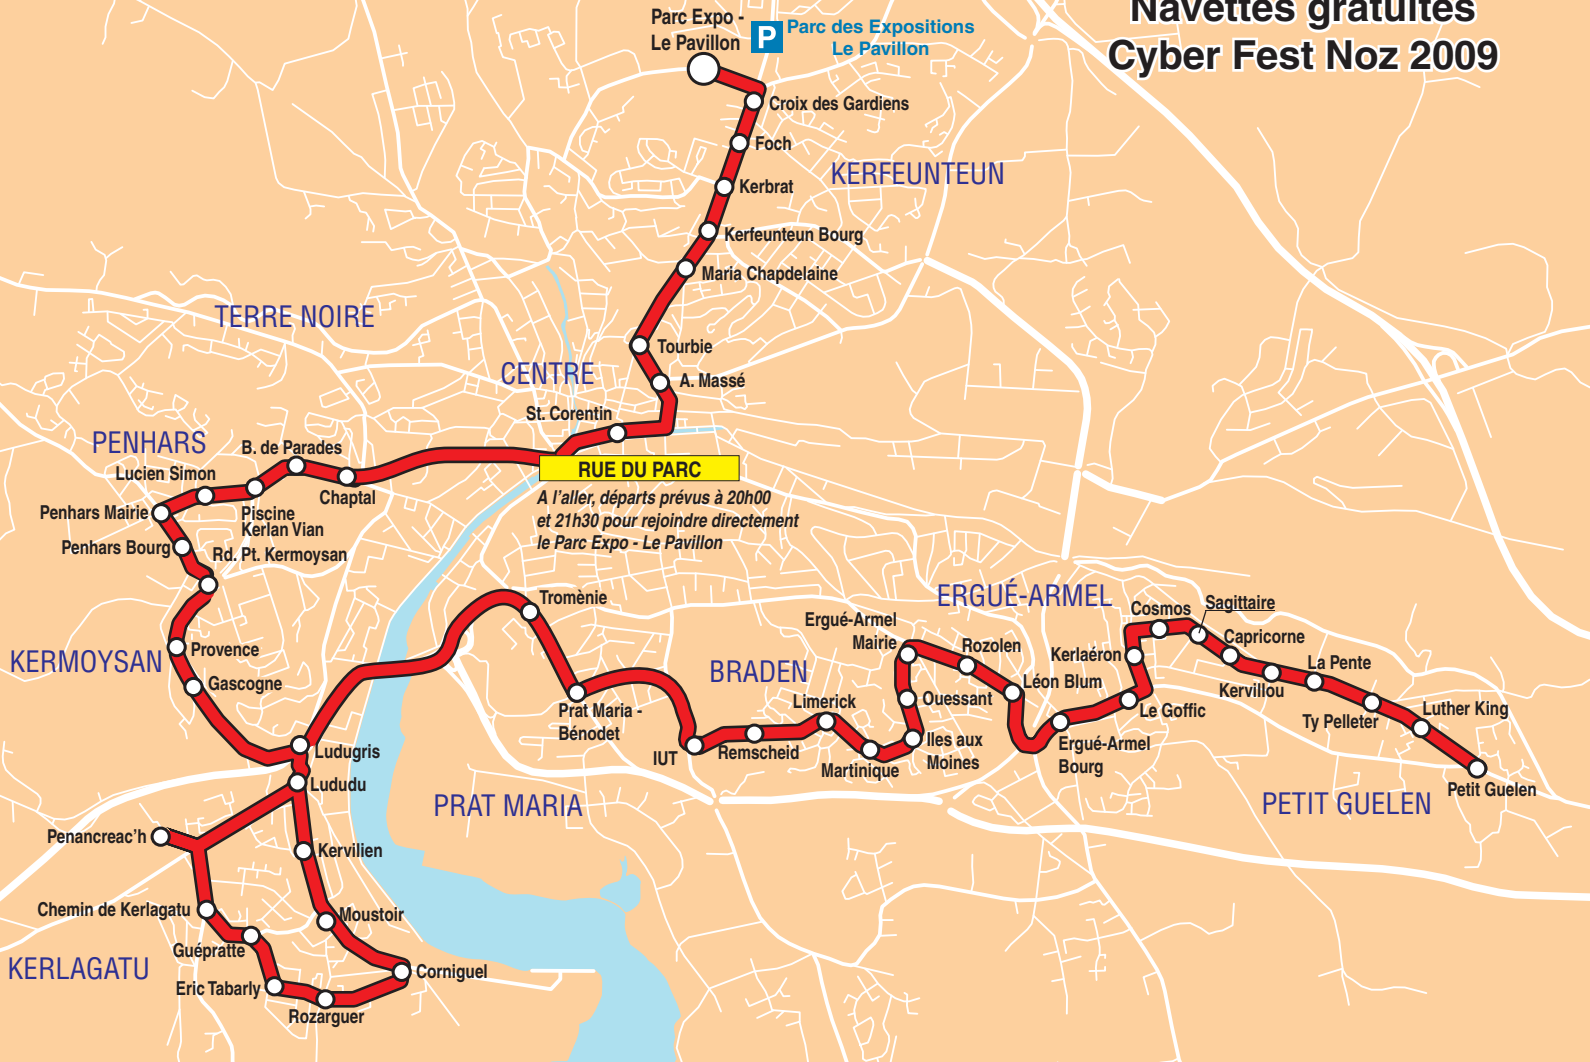 Navettes gratuites
Cyber Fest Noz 2009
Parc Expo -
Le Pavillon
P
Parc des Expositions
Le Pavillon
Croix des Gardiens
Foch
KERFEUNTEUN
Kerbrat
Kerfeunteun Bourg
Maria Chapdelaine
TERRE NOIRE
Tourbie
CENTRE
A. Massé
St. Corentin
PENHARS
B. de Parades
Lucien Simon
RUE DU PARC
Chaptal
A l'aller, départs prévus à 20h00
et 21h30 pour rejoindre directement
le Parc Expo - Le Pavillon
Penhars Mairie
Piscine
Kerlan Vian
Penhars Bourg
Rd. Pt. Kermoysan
Tromènie
ERGUÉ-ARMEL
Cosmos
Sagittaire
Ergué-Armel
Mairie
Capricorne
Rozolen
Kerlaéron
Provence
KERMOYSAN
BRADEN
La Pente
Gascogne
Léon Blum
Kervillou
Ouessant
Limerick
Prat Maria -
Bénodet
Le Goffic
Luther King
Ty Pelleter
Iles aux
Moines
Ergué-Armel
Bourg
Ludugris
IUT
Remscheid
Martinique
Petit Guelen
Lududu
PRAT MARIA
PETIT GUELEN
Penancreac'h
Kervilien
Chemin de Kerlagatu
Moustoir
Guépratte
KERLAGATU
Corniguel
Eric Tabarly
Rozarguer